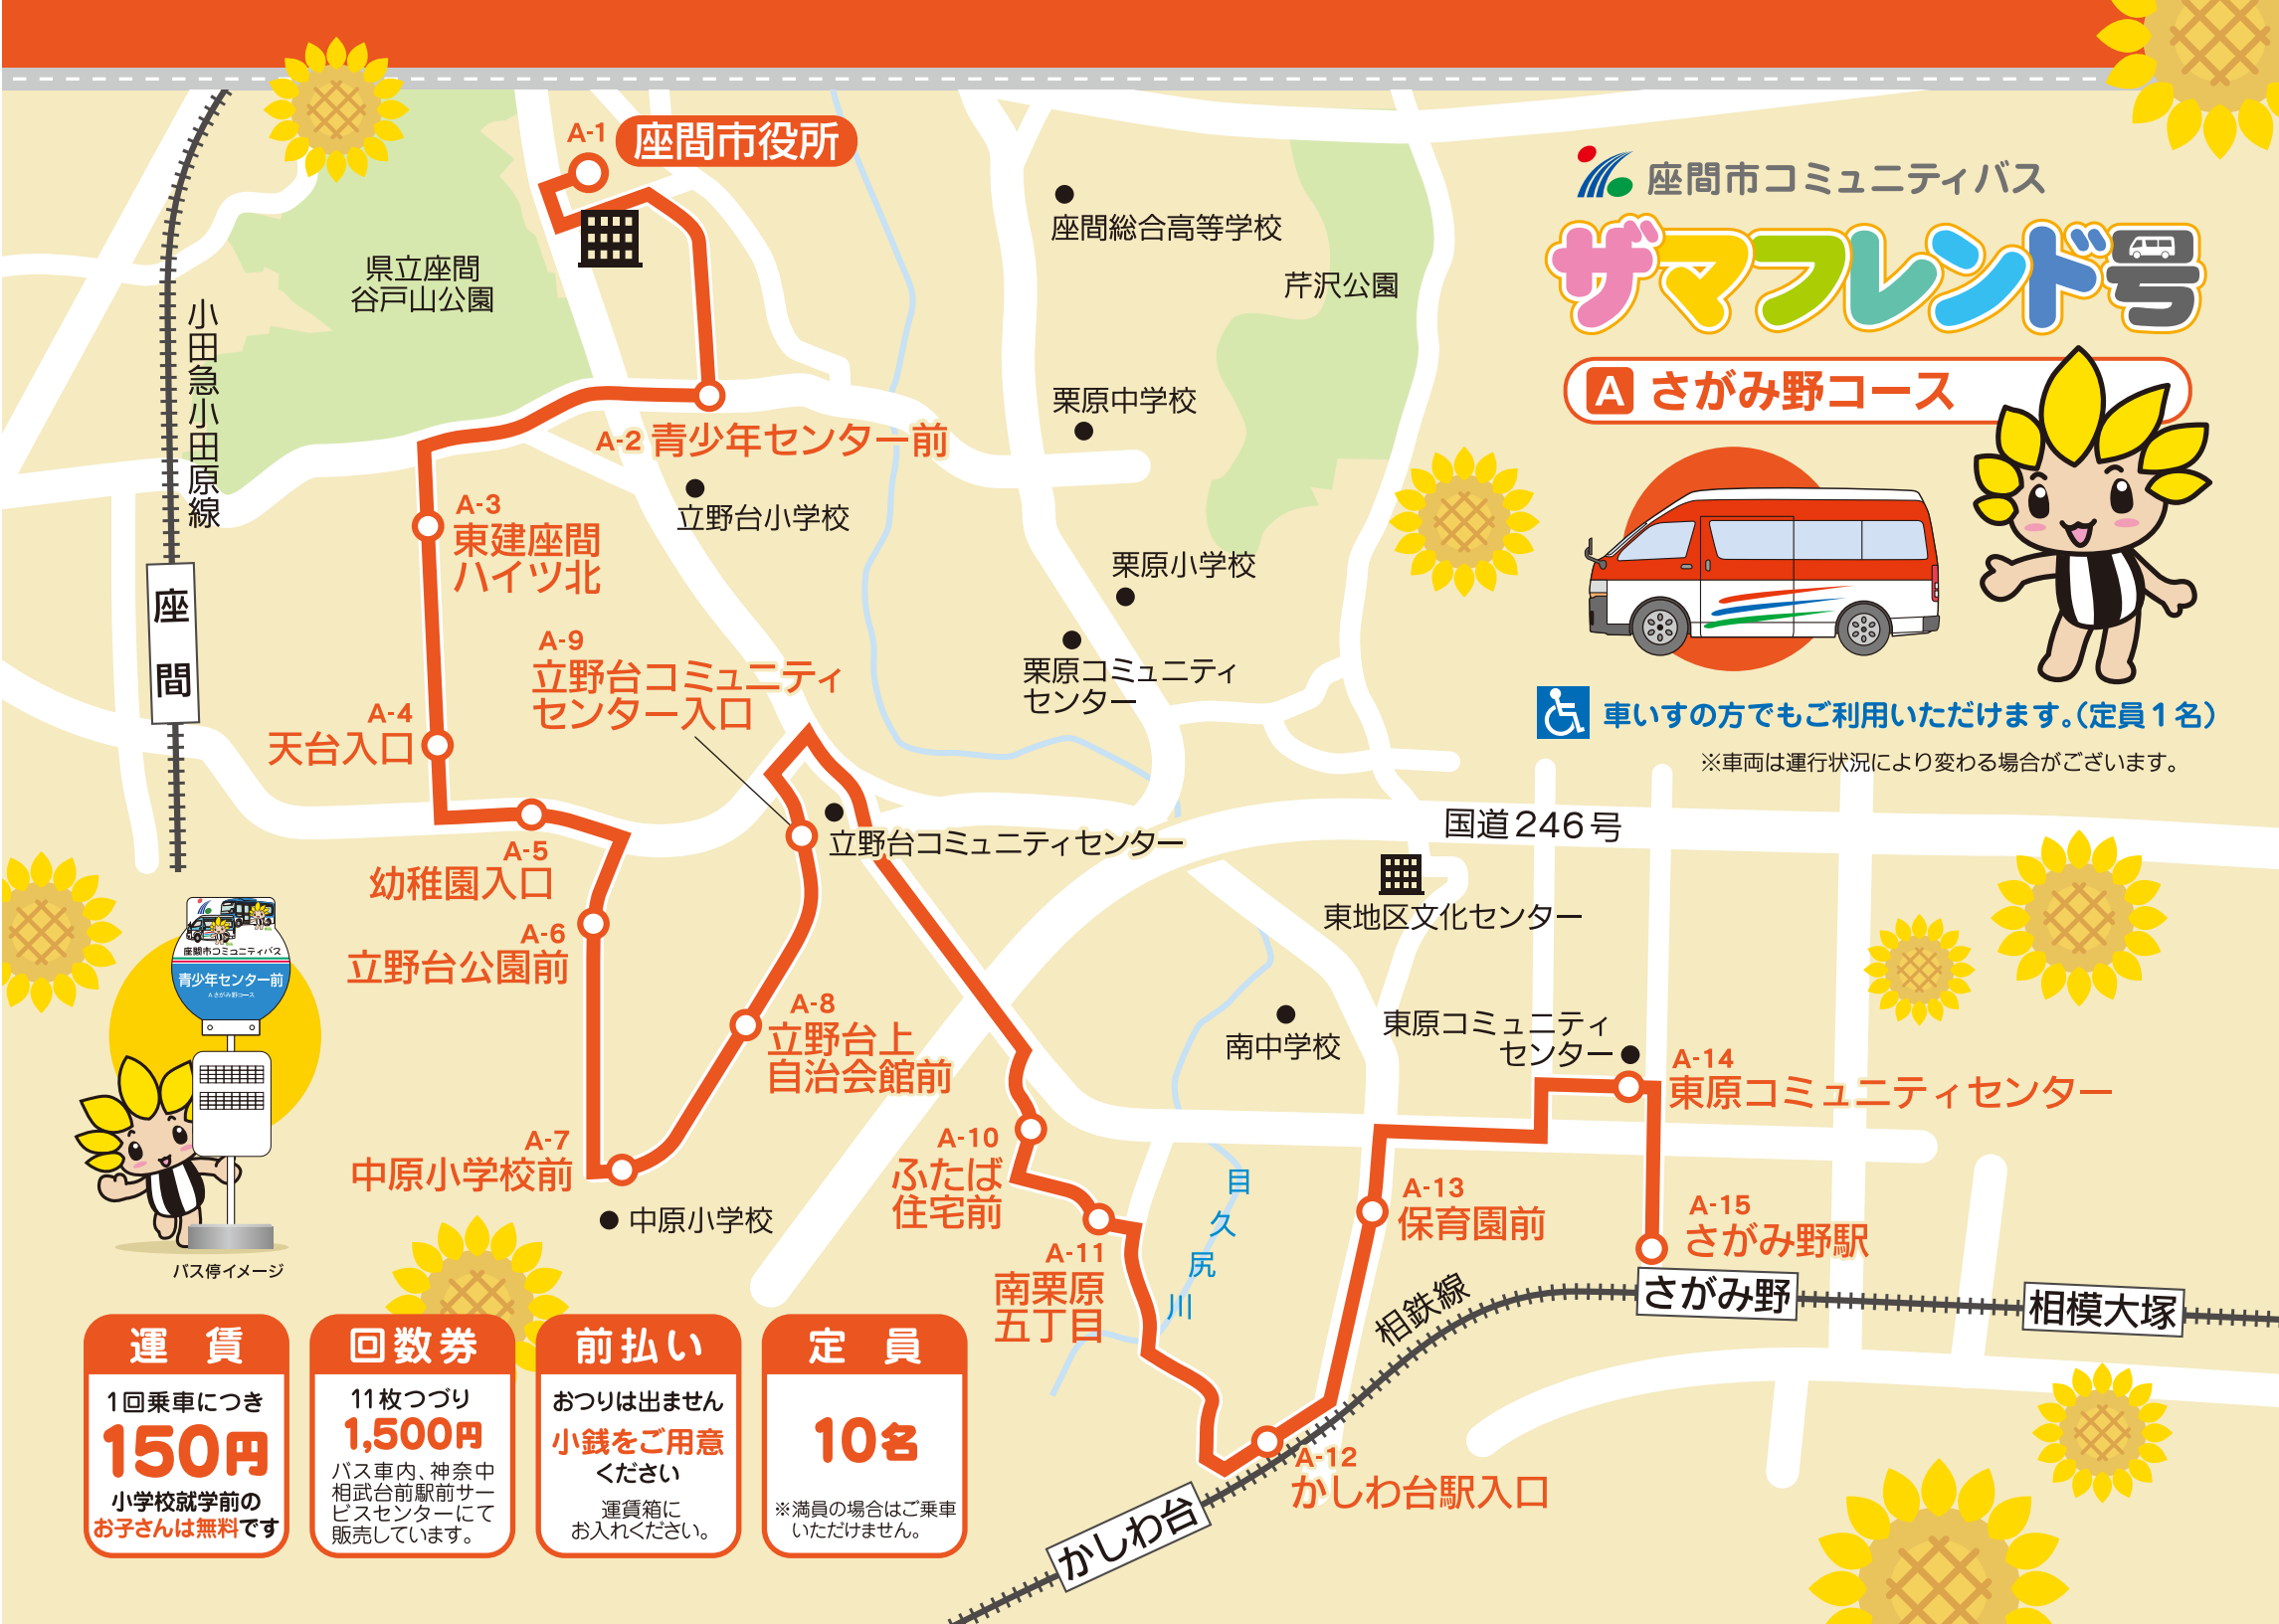 座間市コミュニティバス
ザマフレンド号
A さがみ野コース
車いすの方でもご利用いただけます。(定員1名)
※車両は運行状況により変わる場合がございます。
A-1 座間市役所
A-2 青少年センター前
A-3
東建座間
ハイツ北
A-4
天台入口
A-5
幼稚園入口
A-6
立野台公園前
A-7
中原小学校前
A-8
立野台上
自治会館前
A-9
立野台コミュニティ
センター入口
A-10
ふたば
住宅前
A-11
南栗原
五丁目
A-12
かしわ台駅入口
A-13
保育園前
A-14
東原コミュニティセンター
A-15
さがみ野駅
県立座間
谷戸山公園
小田急小田原線
座間
座間総合高等学校
芹沢公園
栗原中学校
立野台小学校
栗原小学校
栗原コミュニティ
センター
立野台コミュニティセンター
国道246号
東地区文化センター
南中学校
東原コミュニティ
センター
中原小学校
目久尻川
相鉄線
さがみ野
相模大塚
かしわ台
座間市コミュニティバス
青少年センター前
A さがみ野コース
バス停イメージ
運賃
1回乗車につき
150円
小学校就学前の
お子さんは無料です
回数券
11枚つづり
1,500円
バス車内、神奈中
相武台前駅前サー
ビスセンターにて
販売しています。
前払い
おつりは出ません
小銭をご用意
ください
運賃箱に
お入れください。
定員
10名
※満員の場合はご乗車
いただけません。